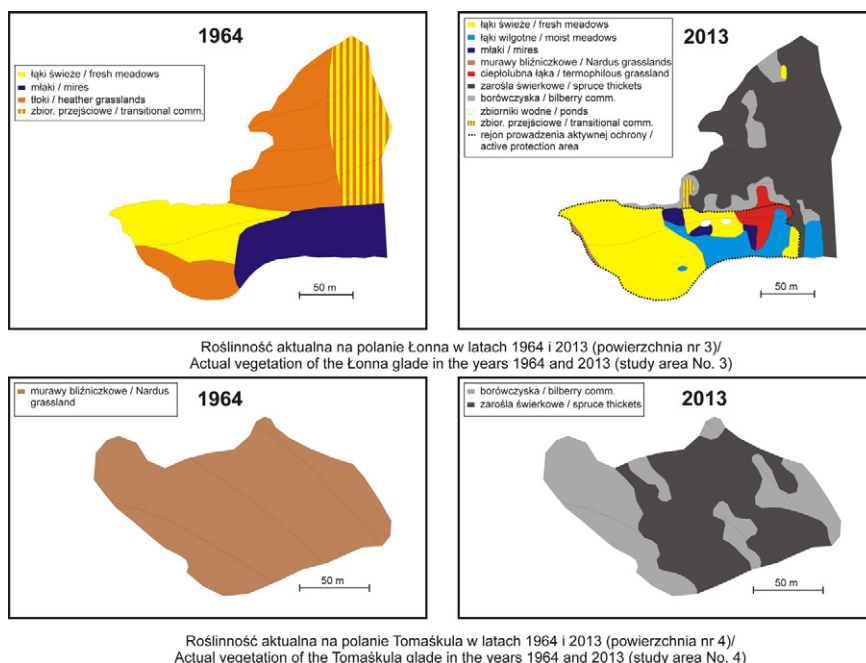 1964
łąki świeże / fresh meadows
młaki / mires
tłoki / heather grasslands
zbior. przejściowe / transitional comm.
50 m
2013
łąki świeże / fresh meadows
łąki wilgotne / moist meadows
młaki / mires
murawy bliźniczkowe / Nardus grasslands
ciepłolubna łąka / termophilous grassland
zarośla świerkowe / spruce thickets
borówczyska / bilberry comm.
zbiorniki wodne / ponds
zbior. przejściowe / transitional comm.
rejon prowadzenia aktywnej ochrony /
active protection area
50 m
Roślinność aktualna na polanie Łonna w latach 1964 i 2013 (powierzchnia nr 3)/
Actual vegetation of the Łonna glade in the years 1964 and 2013 (study area No. 3)
murawy bliźniczkowe / Nardus
grassland
1964
50 m
borówczyska / bilberry comm.
zarośla świerkowe / spruce thickets
2013
50 m
Roślinność aktualna na polanie Tomaśkula w latach 1964 i 2013 (powierzchnia nr 4)/
Actual vegetation of the Tomaśkula glade in the years 1964 and 2013 (study area No. 4)